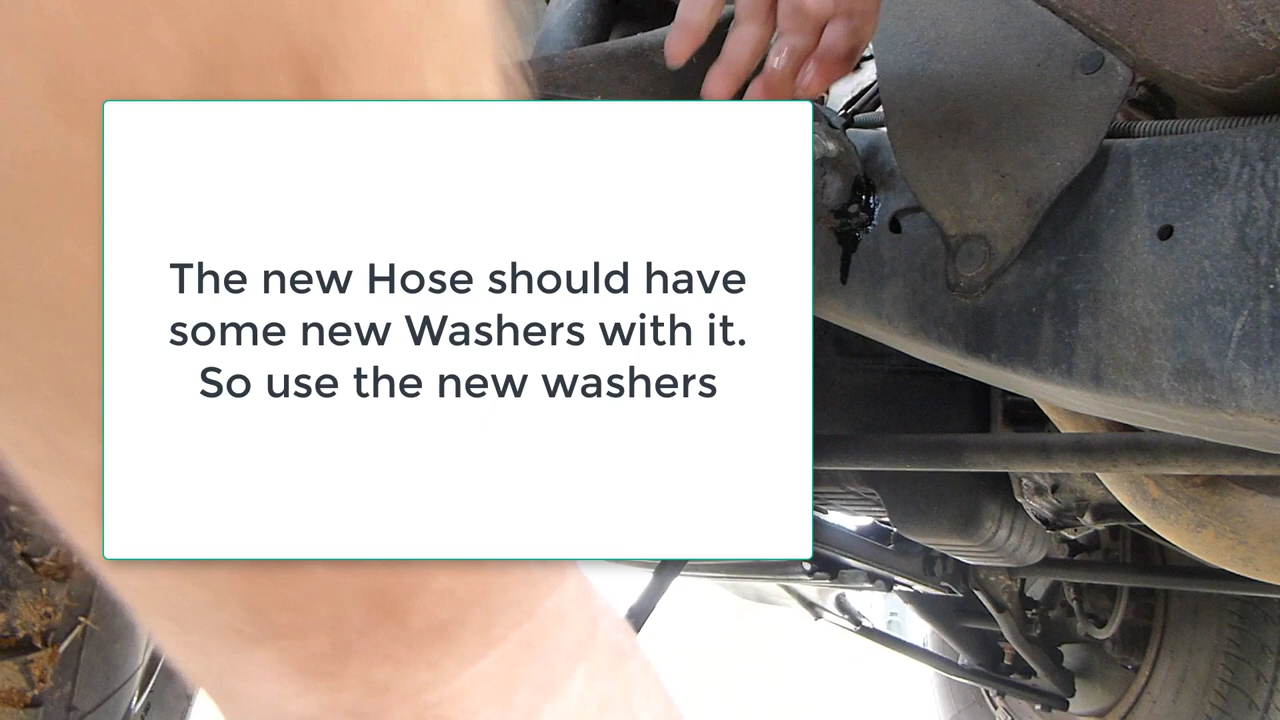 The new Hose should have
some new Washers with it.
So use the new washers